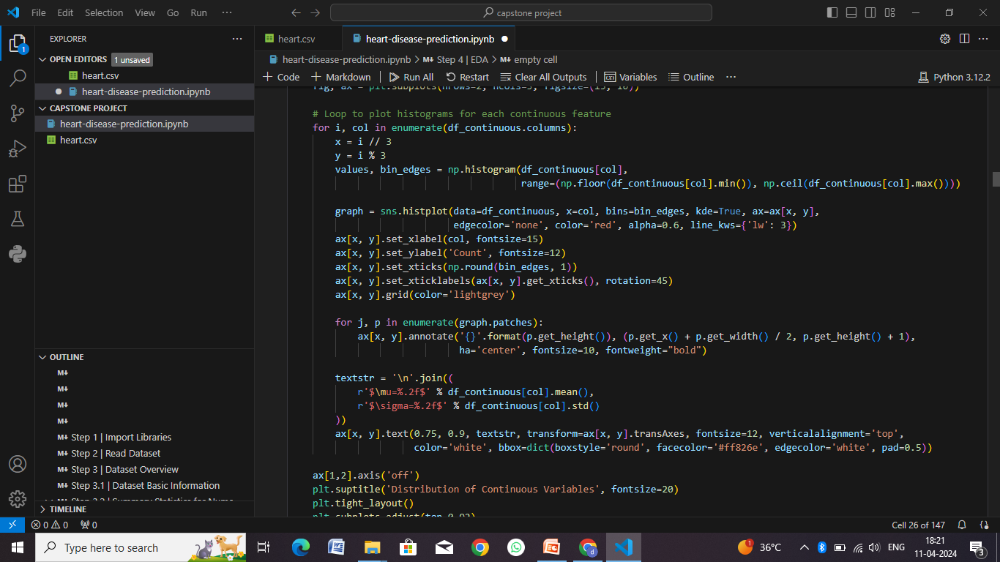 File Edit Selection View Go Run ···
capstone project
EXPLORER ···
OPEN EDITORS 1 unsaved
heart.csv
heart-disease-prediction.ipynb
CAPSTONE PROJECT
heart-disease-prediction.ipynb
heart.csv
OUTLINE
Step 1 | Import Libraries
Step 2 | Read Dataset
Step 3 | Dataset Overview
Step 3.1 | Dataset Basic Information
TIMELINE
heart.csv
heart-disease-prediction.ipynb
heart-disease-prediction.ipynb > M↓ Step 4 | EDA > M↓ empty cell
+ Code + Markdown Run All Restart Clear All Outputs Variables Outline ··· Python 3.12.2
fig, ax = plt.subplots(nrows=2, ncols=3, figsize=(15, 10))
# Loop to plot histograms for each continuous feature
for i, col in enumerate(df_continuous.columns):
x = i // 3
y = i % 3
values, bin_edges = np.histogram(df_continuous[col],
range=(np.floor(df_continuous[col].min()), np.ceil(df_continuous[col].max())))
graph = sns.histplot(data=df_continuous, x=col, bins=bin_edges, kde=True, ax=ax[x, y],
edgecolor='none', color='red', alpha=0.6, line_kws={'lw': 3})
ax[x, y].set_xlabel(col, fontsize=15)
ax[x, y].set_ylabel('Count', fontsize=12)
ax[x, y].set_xticks(np.round(bin_edges, 1))
ax[x, y].set_xticklabels(ax[x, y].get_xticks(), rotation=45)
ax[x, y].grid(color='lightgrey')
for j, p in enumerate(graph.patches):
ax[x, y].annotate('{}'.format(p.get_height()), (p.get_x() + p.get_width() / 2, p.get_height() + 1),
ha='center', fontsize=10, fontweight="bold")
textstr = '\n'.join((
r'$\mu=%.2f$' % df_continuous[col].mean(),
r'$\sigma=%.2f$' % df_continuous[col].std()
))
ax[x, y].text(0.75, 0.9, textstr, transform=ax[x, y].transAxes, fontsize=12, verticalalignment='top',
color='white', bbox=dict(boxstyle='round', facecolor='#ff826e', edgecolor='white', pad=0.5))
ax[1,2].axis('off')
plt.suptitle('Distribution of Continuous Variables', fontsize=20)
plt.tight_layout()
plt.subplots_adjust(top=0.92)
0 0 0 Cell 26 of 147
Type here to search
1 36°C ENG 18:21
11-04-2024 3